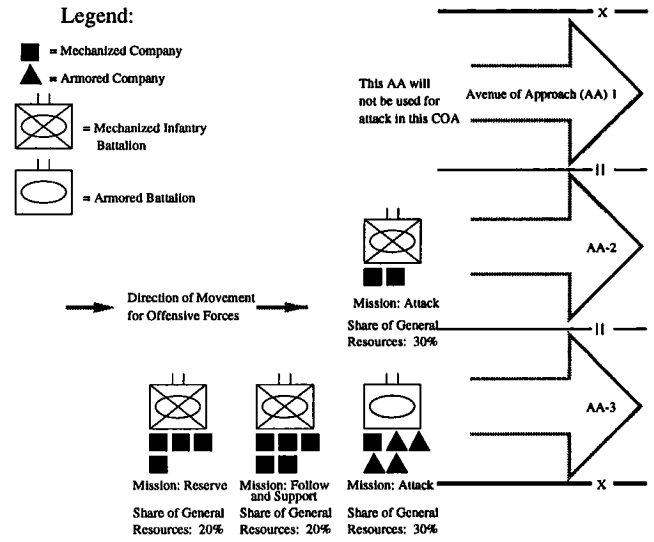 Legend:
= Mechanized Company
= Armored Company
= Mechanized Infantry
Battalion
= Armored Battalion
X
This AA will
not be used for
attack in this COA
Avenue of Approach (AA) 1
II
AA-2
Mission: Attack
Share of General
Resources: 30%
Direction of Movement
for Offensive Forces
II
AA-3
X
Mission: Reserve
Share of General
Resources: 20%
Mission: Follow
and Support
Share of General
Resources: 20%
Mission: Attack
Share of General
Resources: 30%